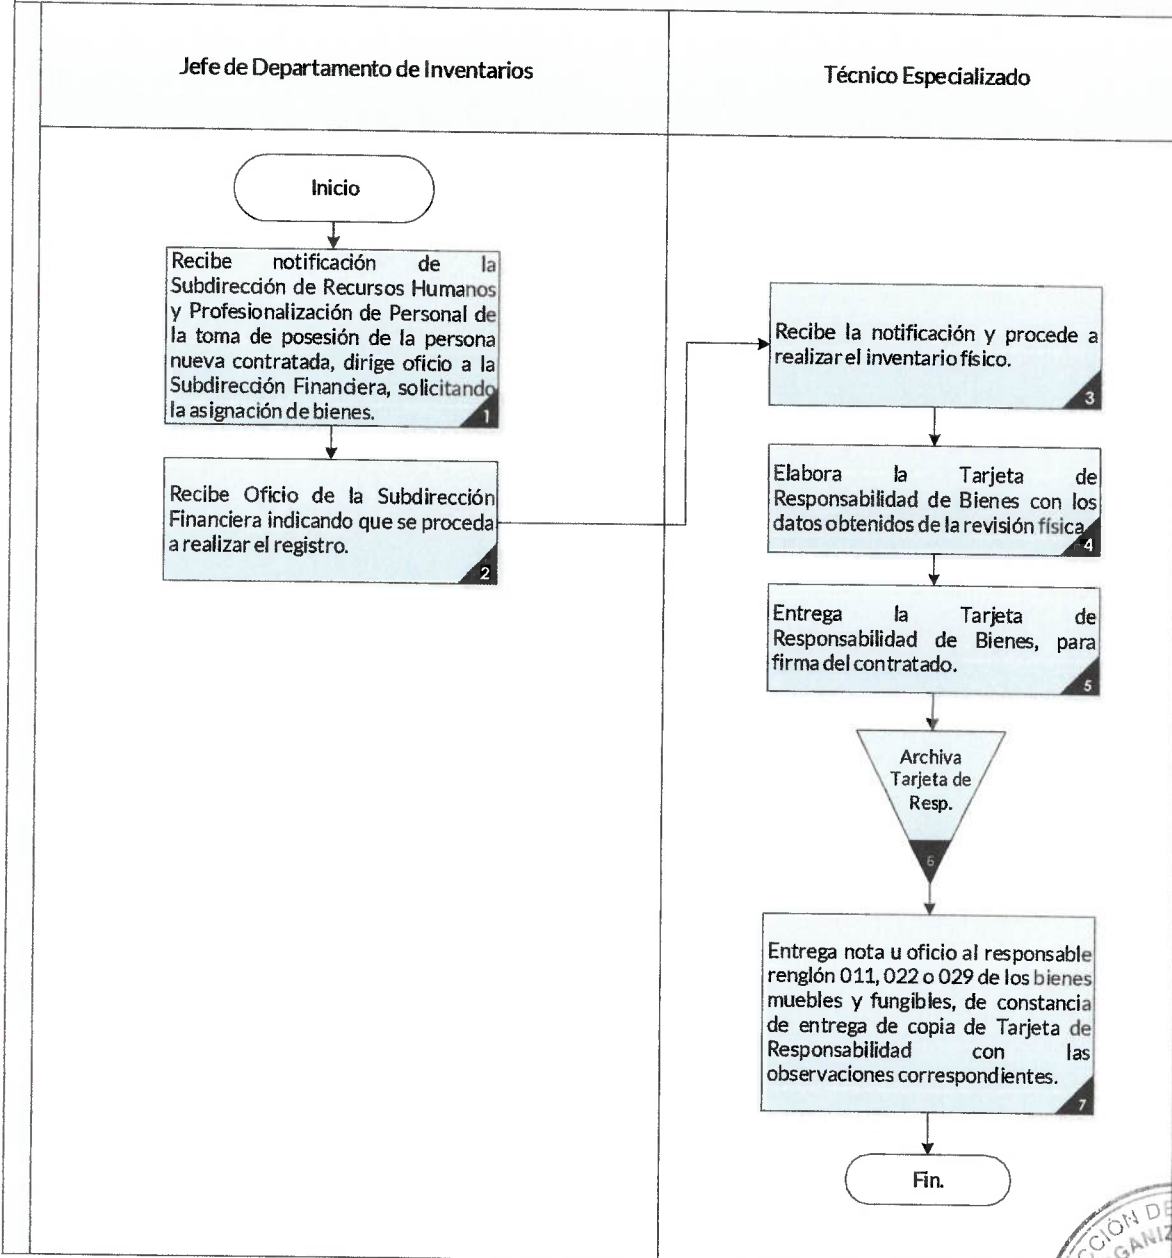 Jefe de Departamento de Inventarios
Técnico Especializado
Inicio
Recibe notificación de la
Subdirección de Recursos Humanos
y Profesionalización de Personal de
la toma de posesión de la persona
nueva contratada, dirige oficio a la
Subdirección Financiera, solicitando
la asignación de bienes.
1
Recibe Oficio de la Subdirección
Financiera indicando que se proceda
a realizar el registro.
2
Recibe la notificación y procede a
realizar el inventario físico.
3
Elabora la Tarjeta de
Responsabilidad de Bienes con los
datos obtenidos de la revisión física.
4
Entrega la Tarjeta de
Responsabilidad de Bienes, para
firma del contratado.
5
Archiva
Tarjeta de
Resp.
6
Entrega nota u oficio al responsable
renglón 011, 022 o 029 de los bienes
muebles y fungibles, de constancia
de entrega de copia de Tarjeta de
Responsabilidad con las
observaciones correspondientes.
7
Fin.
CCIÓN DE
GANIZ